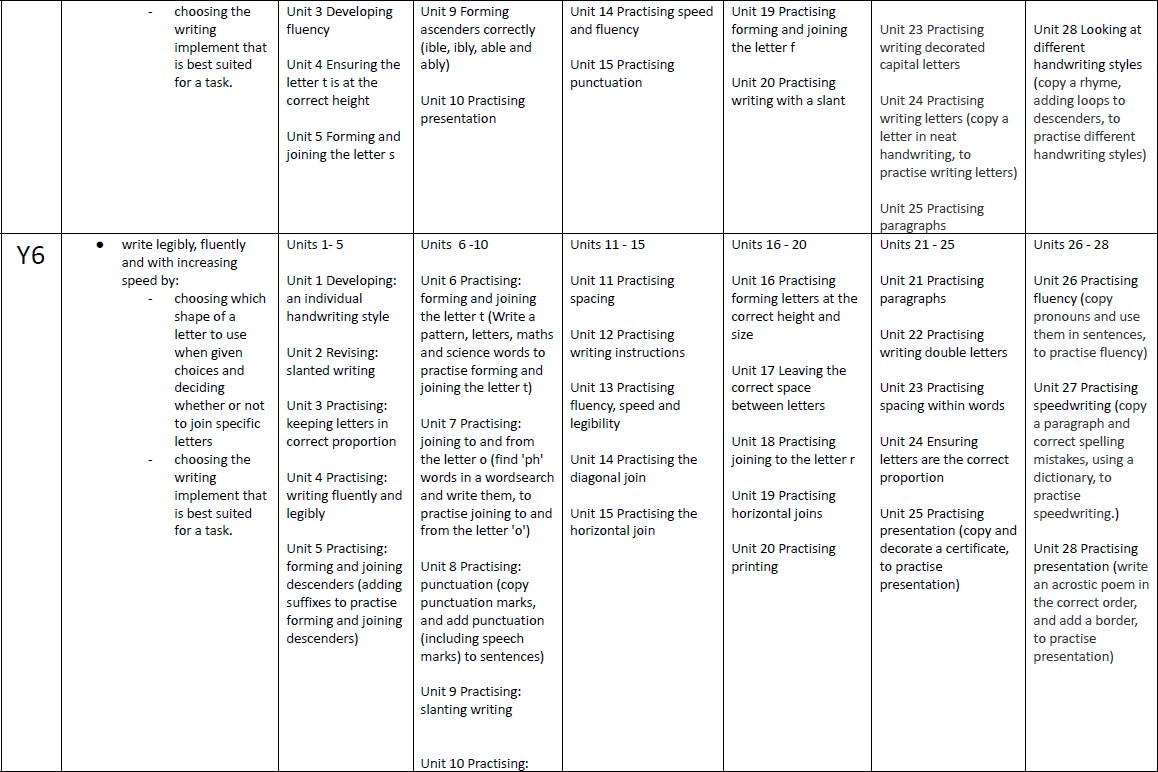 - choosing the
writing
implement that
is best suited
for a task.
Unit 3 Developing
fluency
Unit 4 Ensuring the
letter t is at the
correct height
Unit 5 Forming and
joining the letter s
Unit 9 Forming
ascenders correctly
(ible, ibly, able and
ably)
Unit 10 Practising
presentation
Unit 14 Practising speed
and fluency
Unit 15 Practising
punctuation
Unit 19 Practising
forming and joining
the letter f
Unit 20 Practising
writing with a slant
Unit 23 Practising
writing decorated
capital letters
Unit 24 Practising
writing letters (copy a
letter in neat
handwriting, to
practise writing letters)
Unit 25 Practising
paragraphs
Unit 28 Looking at
different
handwriting styles
(copy a rhyme,
adding loops to
descenders, to
practise different
handwriting styles)
Y6
● write legibly, fluently
and with increasing
speed by:
- choosing which
shape of a
letter to use
when given
choices and
deciding
whether or not
to join specific
letters
- choosing the
writing
implement that
is best suited
for a task.
Units 1- 5
Unit 1 Developing:
an individual
handwriting style
Unit 2 Revising:
slanted writing
Unit 3 Practising:
keeping letters in
correct proportion
Unit 4 Practising:
writing fluently and
legibly
Unit 5 Practising:
forming and joining
descenders (adding
suffixes to practise
forming and joining
descenders)
Units 6 -10
Unit 6 Practising:
forming and joining
the letter t (Write a
pattern, letters, maths
and science words to
practise forming and
joining the letter t)
Unit 7 Practising:
joining to and from
the letter o (find 'ph'
words in a wordsearch
and write them, to
practise joining to and
from the letter 'o')
Unit 8 Practising:
punctuation (copy
punctuation marks,
and add punctuation
(including speech
marks) to sentences)
Unit 9 Practising:
slanting writing
Unit 10 Practising:
Units 11 - 15
Unit 11 Practising
spacing
Unit 12 Practising
writing instructions
Unit 13 Practising
fluency, speed and
legibility
Unit 14 Practising the
diagonal join
Unit 15 Practising the
horizontal join
Units 16 - 20
Unit 16 Practising
forming letters at the
correct height and
size
Unit 17 Leaving the
correct space
between letters
Unit 18 Practising
joining to the letter r
Unit 19 Practising
horizontal joins
Unit 20 Practising
printing
Units 21 - 25
Unit 21 Practising
paragraphs
Unit 22 Practising
writing double letters
Unit 23 Practising
spacing within words
Unit 24 Ensuring
letters are the correct
proportion
Unit 25 Practising
presentation (copy and
decorate a certificate,
to practise
presentation)
Units 26 - 28
Unit 26 Practising
fluency (copy
pronouns and use
them in sentences,
to practise fluency)
Unit 27 Practising
speedwriting (copy
a paragraph and
correct spelling
mistakes, using a
dictionary, to
practise
speedwriting.)
Unit 28 Practising
presentation (write
an acrostic poem in
the correct order,
and add a border,
to practise
presentation)